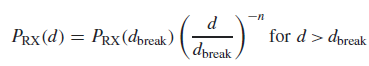 P_RX(d) = P_RX(d_break) (d / d_break)^−n for d > d_break